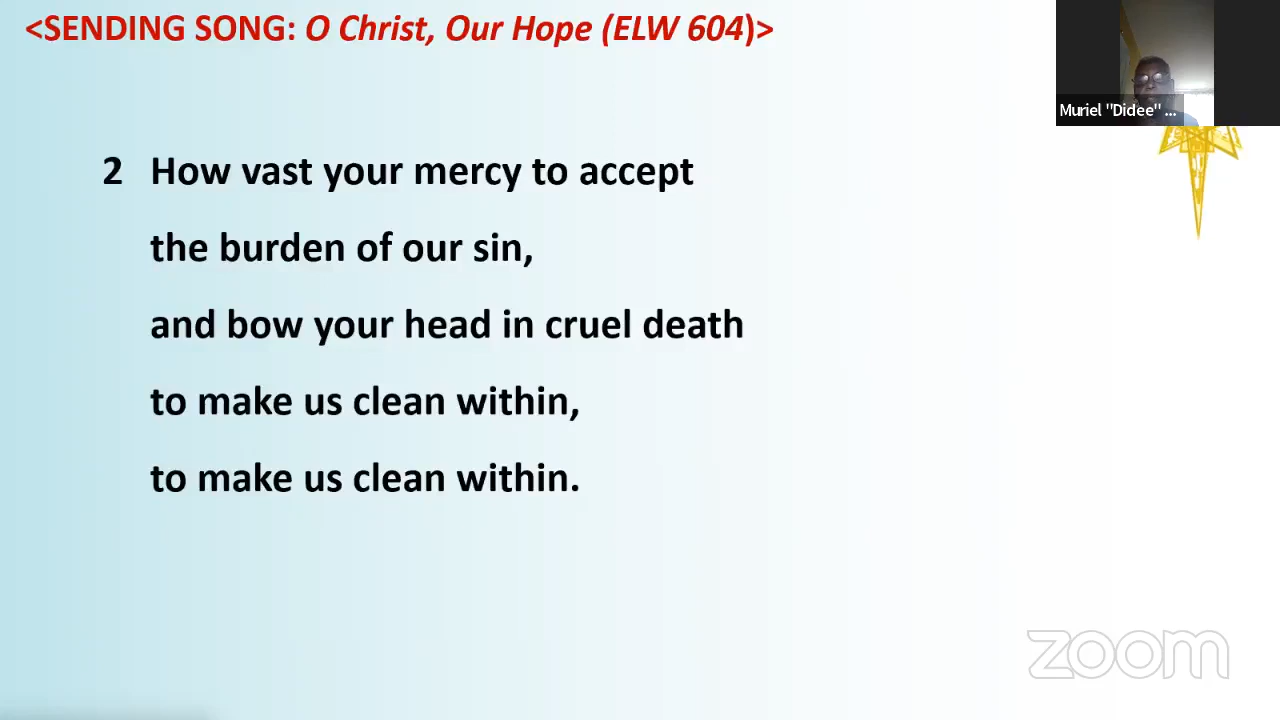 <SENDING SONG: O Christ, Our Hope (ELW 604)>
Muriel "Didee" ...
2 How vast your mercy to accept
the burden of our sin,
and bow your head in cruel death
to make us clean within,
to make us clean within.
zoom